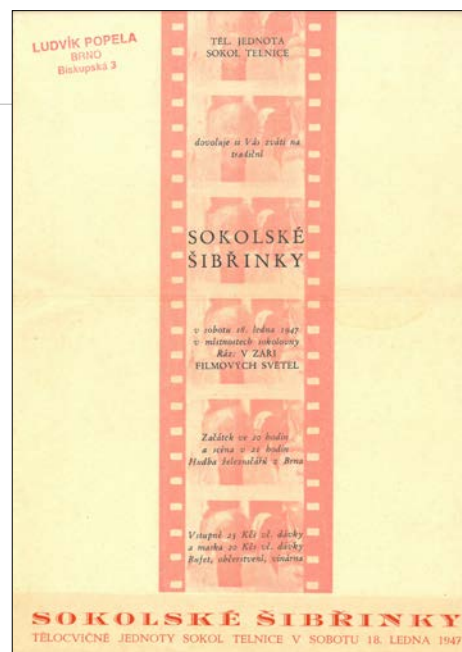 LUDVÍK POPELA
BRNO
Biskupská 3
TĚL. JEDNOTA
SOKOL TELNICE
dovoluje si Vás zváti na
tradiční
SOKOLSKÉ
ŠIBŘINKY
v sobotu 18. ledna 1947
v místnostech sokolovny
Ráz: V ZÁŘI
FILMOVÝCH SVĚTEL
Začátek ve 20 hodin
a scéna v 21 hodin
Hudba železničářů z Brna
Vstupné 25 Kčs vč. dávky
a maska 20 Kčs vč. dávky
Bufet, občerstvení, vinárna
SOKOLSKÉ ŠIBŘINKY
TĚLOCVIČNÉ JEDNOTY SOKOL TELNICE V SOBOTU 18. LEDNA 1947